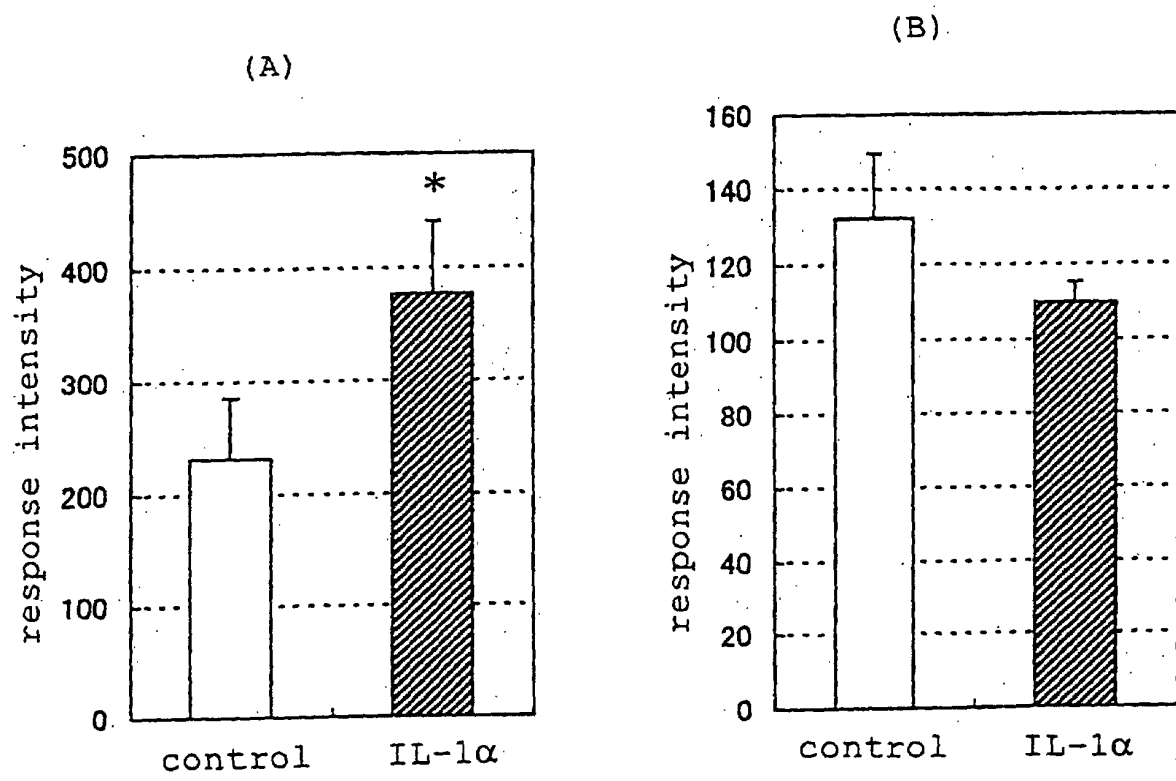 (A)
500
400
300
200
100
0
response intensity
*
control
IL-1α
(B)
160
140
120
100
80
60
40
20
0
response intensity
control
IL-1α